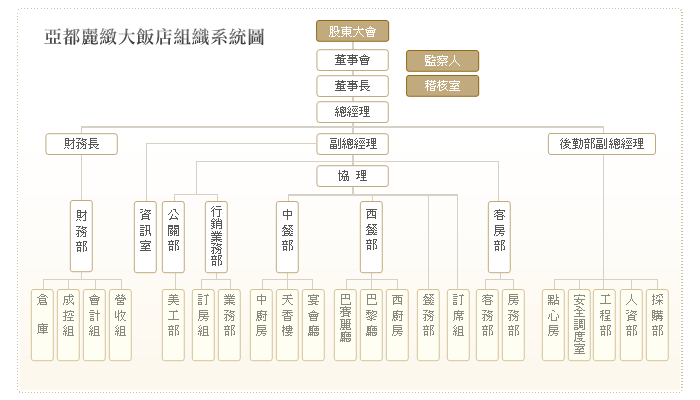 亞都麗緻大飯店組織系統圖
股東大會
董事會
監察人
董事長
稽核室
總經理
財務長
副總經理
後勤部副總經理
協 理
財務部
資訊室
公關部
行銷業務部
中餐部
西餐部
客房部
倉庫
成控組
會計組
營收組
美工部
訂房組
業務部
中廚房
天香樓
宴會廳
巴賽麗廳
巴黎廳
西廚房
餐務部
訂席組
客務部
房務部
點心房
安全調度室
工程部
人資部
採購部